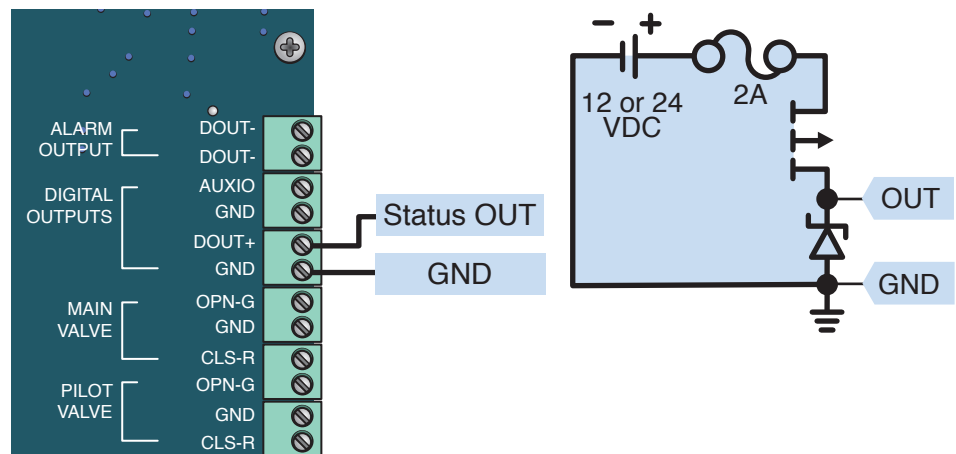 ALARM
OUTPUT
DOUT-
DOUT-
DIGITAL
OUTPUTS
AUXIO
GND
DOUT+
GND
MAIN
VALVE
OPN-G
GND
CLS-R
PILOT
VALVE
OPN-G
GND
CLS-R
Status OUT
GND
- +
2A
12 or 24
VDC
OUT
GND